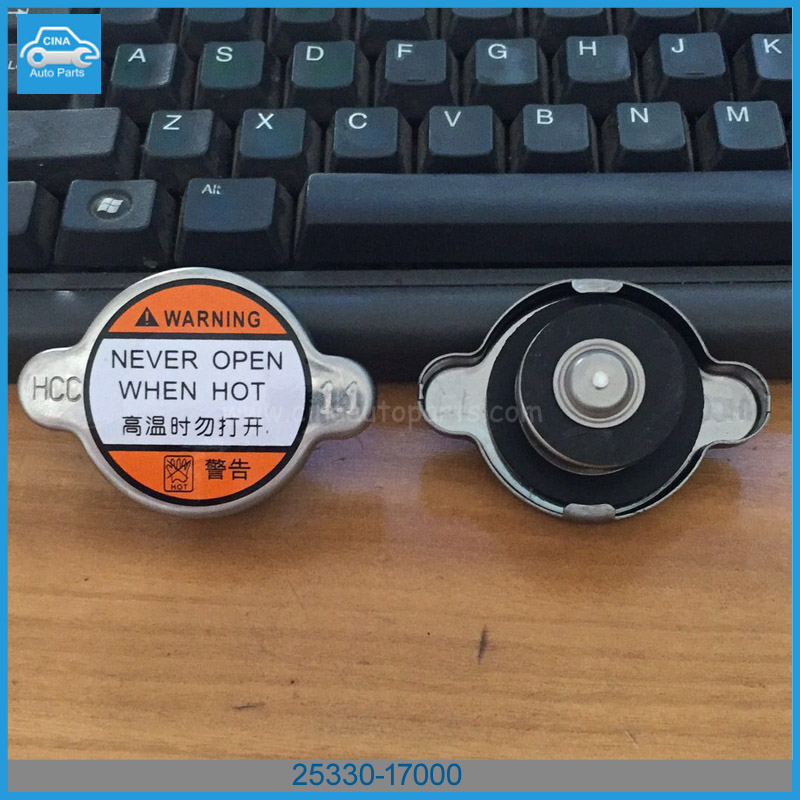 CINA
Auto Parts
A S D F G H J K
Z X C V B N M
Alt
WARNING
NEVER OPEN
WHEN HOT
HCC 11
高温时勿打开
HOT 警告
25330-17000